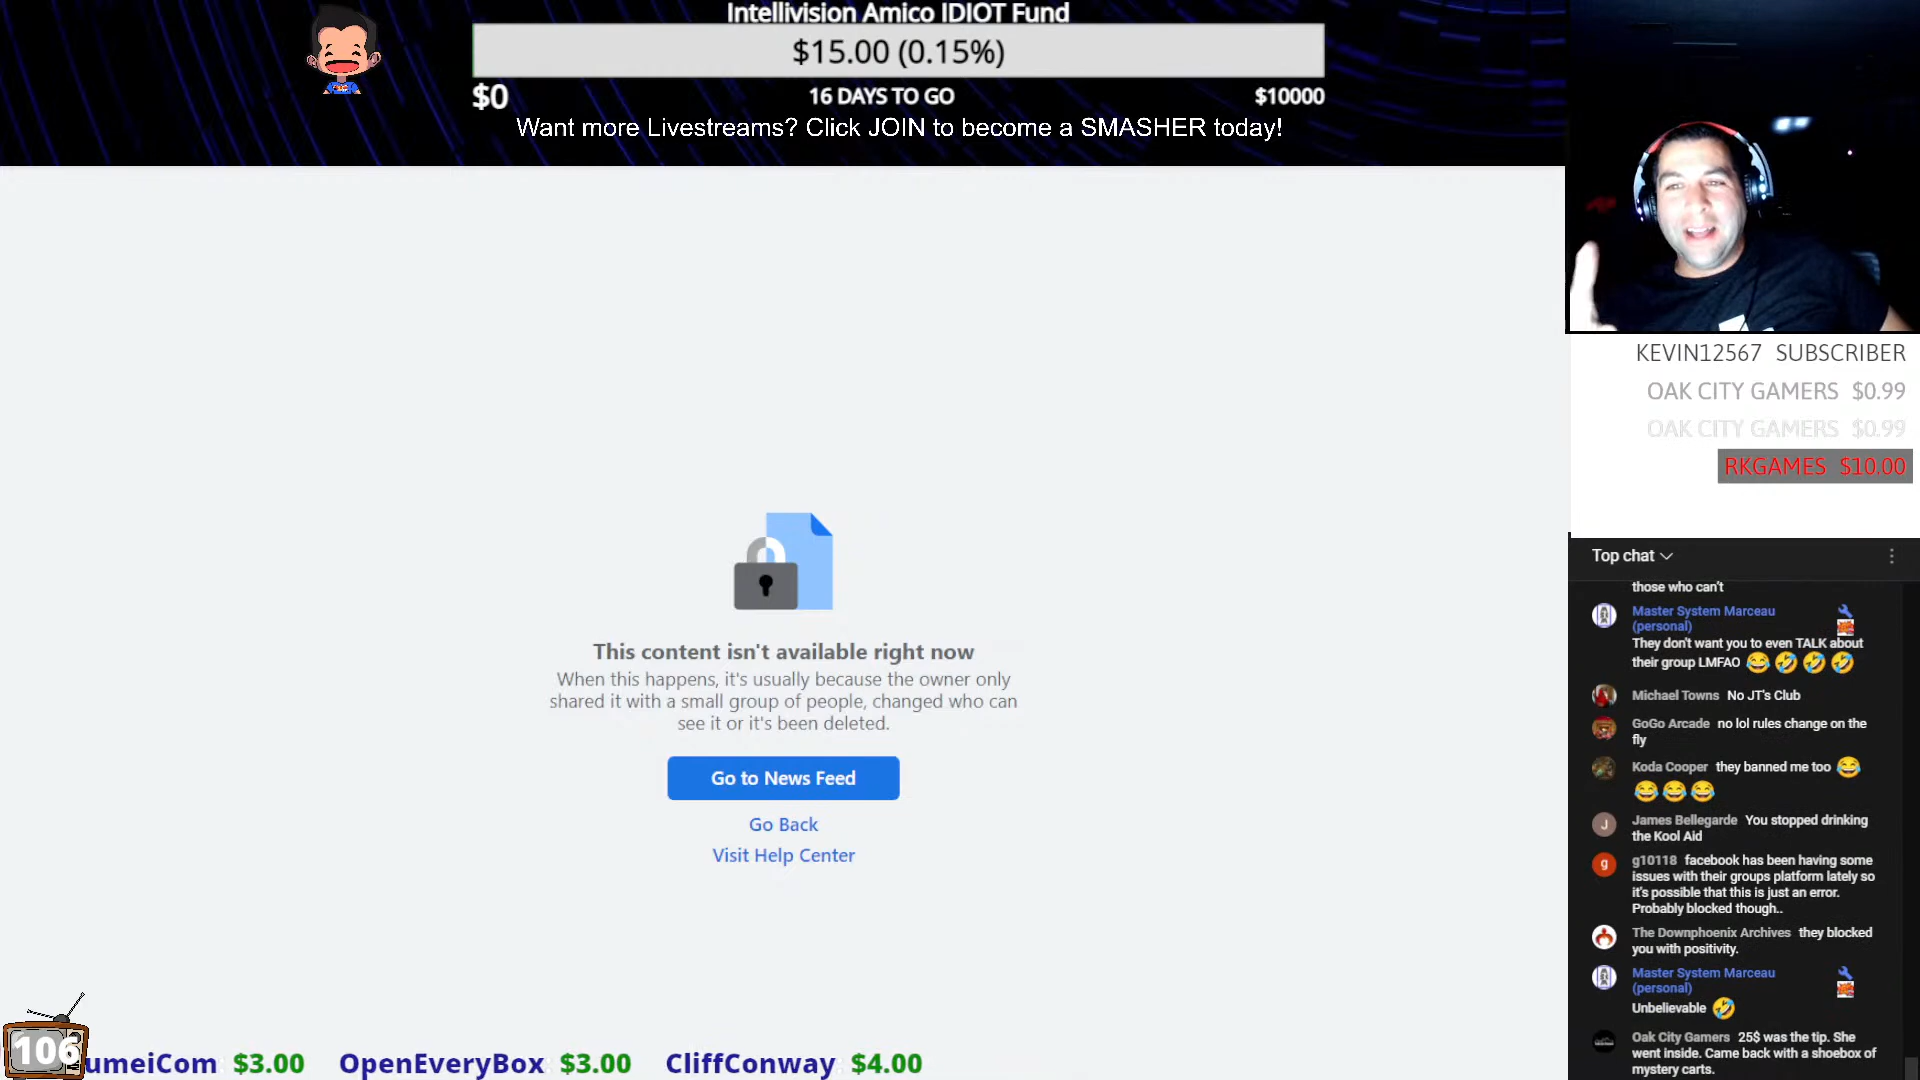 Intellivision Amico IDIOT Fund
$15.00 (0.15%)
$0
16 DAYS TO GO
$10000
Want more Livestreams? Click JOIN to become a SMASHER today!
KEVIN12567 SUBSCRIBER
OAK CITY GAMERS $0.99
OAK CITY GAMERS $0.99
RKGAMES $10.00
This content isn't available right now
When this happens, it's usually because the owner only
shared it with a small group of people, changed who can
see it or it's been deleted.
Go to News Feed
Go Back
Visit Help Center
Top chat
those who can't
Master System Marceau
(personal)
They don't want you to even TALK about
their group LMFAO 😂🤣🤣🤣
Michael Towns No JT's Club
GoGo Arcade no lol rules change on the
fly
Koda Cooper they banned me too 😂
😂😂😂
J
James Bellegarde You stopped drinking
the Kool Aid
g
g10118 facebook has been having some
issues with their groups platform lately so
it's possible that this is just an error.
Probably blocked though..
The Downphoenix Archives they blocked
you with positivity.
Master System Marceau
(personal)
Unbelievable 🤣
Oak City Gamers 25$ was the tip. She
went inside. Came back with a shoebox of
mystery carts.
106
umeiCom $3.00 OpenEveryBox $3.00 CliffConway $4.00